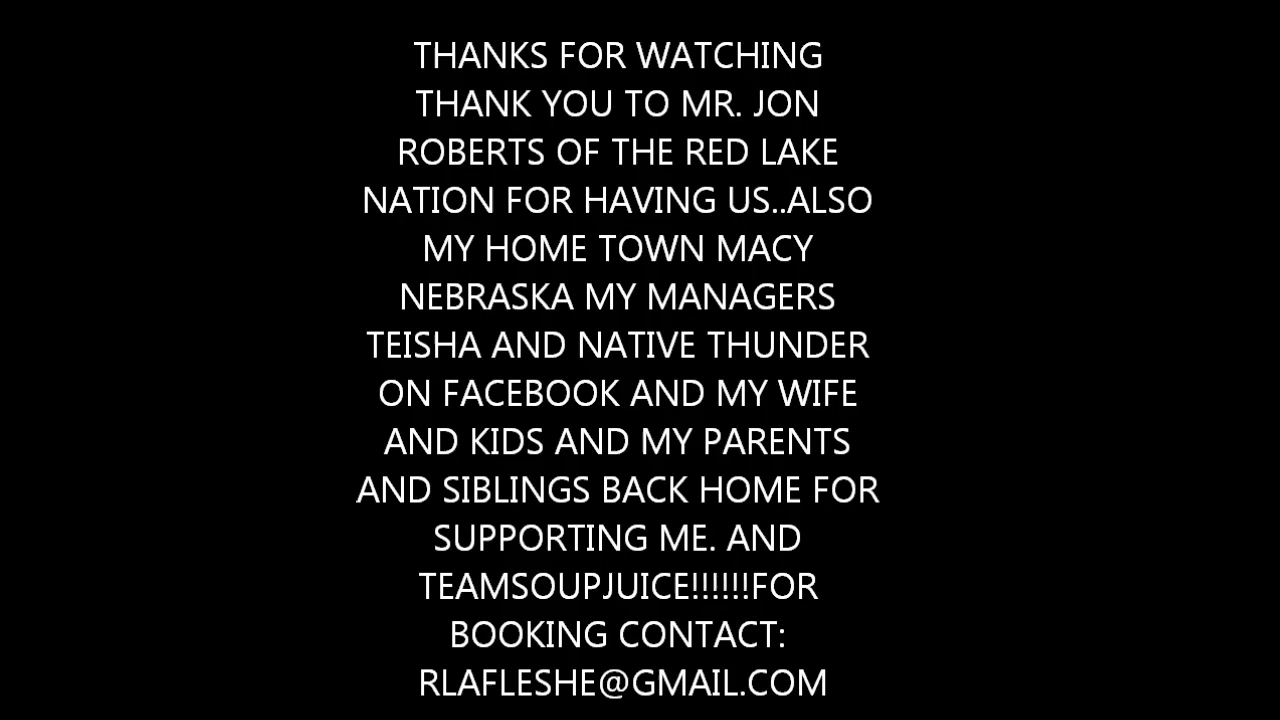 THANKS FOR WATCHING
THANK YOU TO MR. JON
ROBERTS OF THE RED LAKE
NATION FOR HAVING US..ALSO
MY HOME TOWN MACY
NEBRASKA MY MANAGERS
TEISHA AND NATIVE THUNDER
ON FACEBOOK AND MY WIFE
AND KIDS AND MY PARENTS
AND SIBLINGS BACK HOME FOR
SUPPORTING ME. AND
TEAMSOUPJUICE!!!!!!FOR
BOOKING CONTACT:
RLAFLESHE@GMAIL.COM